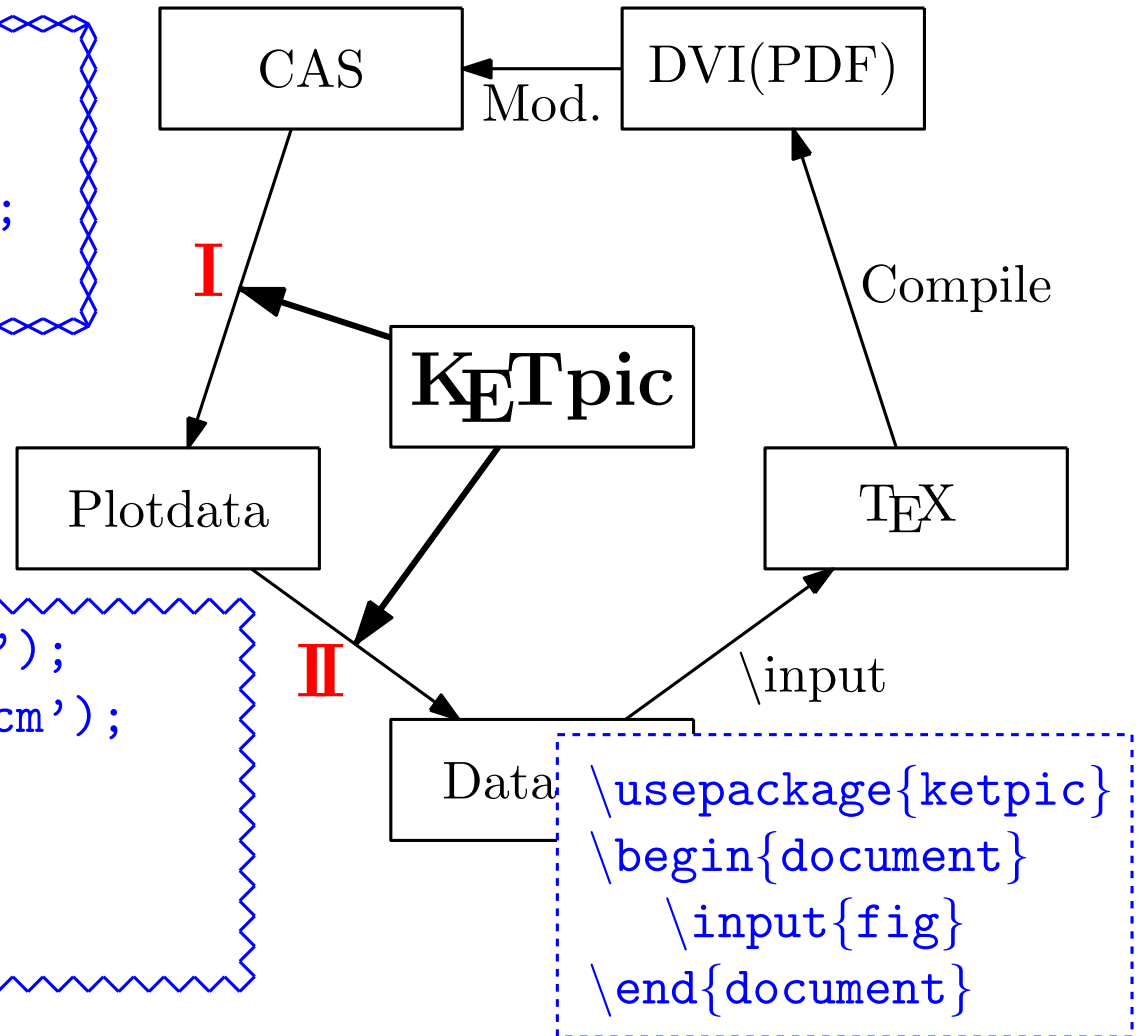 CAS
DVI(PDF)
Mod.
;
I
Compile
KETpic
Plotdata
TEX
');
II
\input
cm');
Data
\usepackage{ketpic}
\begin{document}
\input{fig}
\end{document}